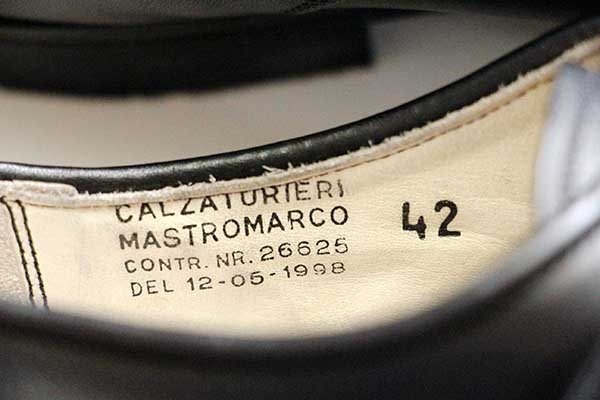 CALZATURIERI
MASTROMARCO
CONTR. NR. 26625
DEL 12-05-1998
42